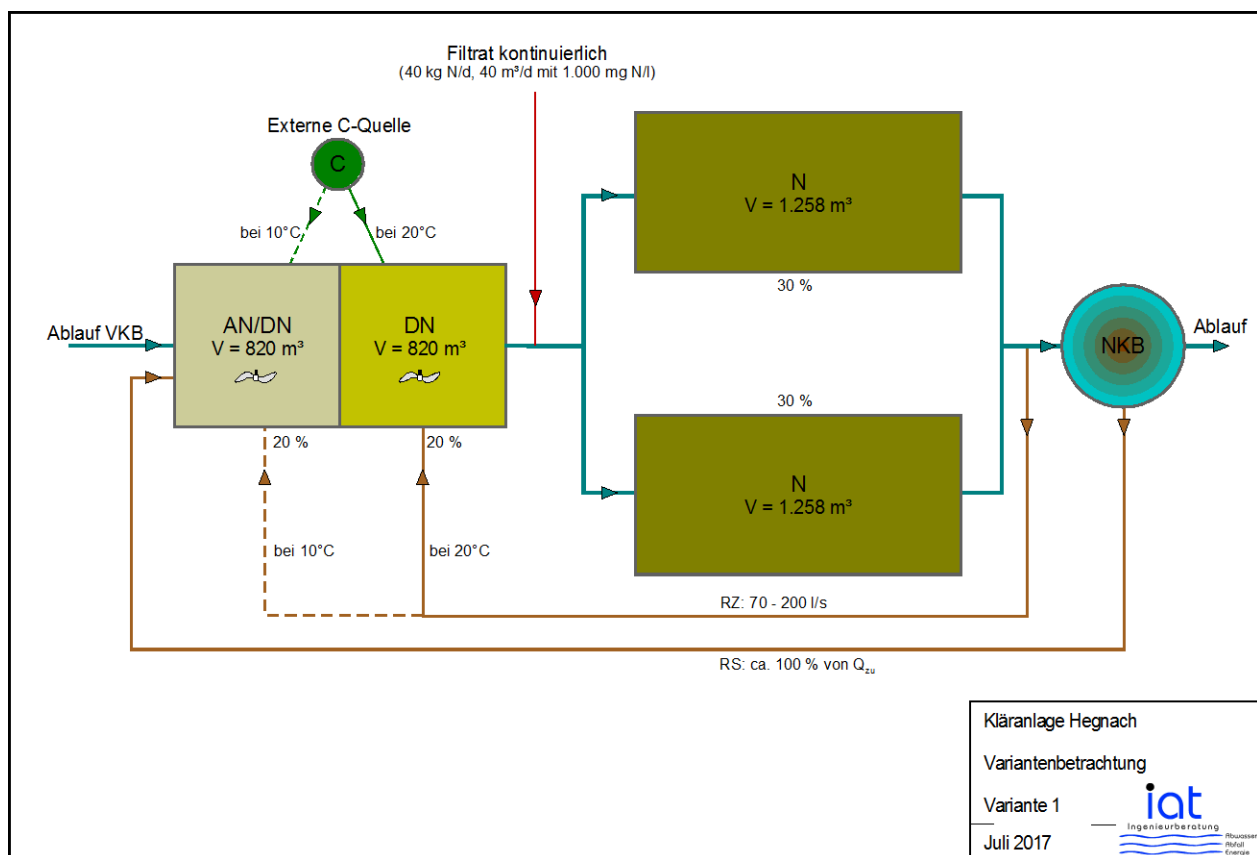 Filtrat kontinuierlich
(40 kg N/d, 40 m³/d mit 1.000 mg N/l)
Externe C-Quelle
C
bei 10°C
bei 20°C
N
V = 1.258 m³
30 %
Ablauf VKB
AN/DN
V = 820 m³
DN
V = 820 m³
20 %
20 %
NKB
Ablauf
30 %
N
V = 1.258 m³
bei 10°C
bei 20°C
RZ: 70 - 200 l/s
RS: ca. 100 % von Qzu
Kläranlage Hegnach
Variantenbetrachtung
Variante 1
Juli 2017
iat
Ingenieurberatung
Abwasser
Abfall
Energie